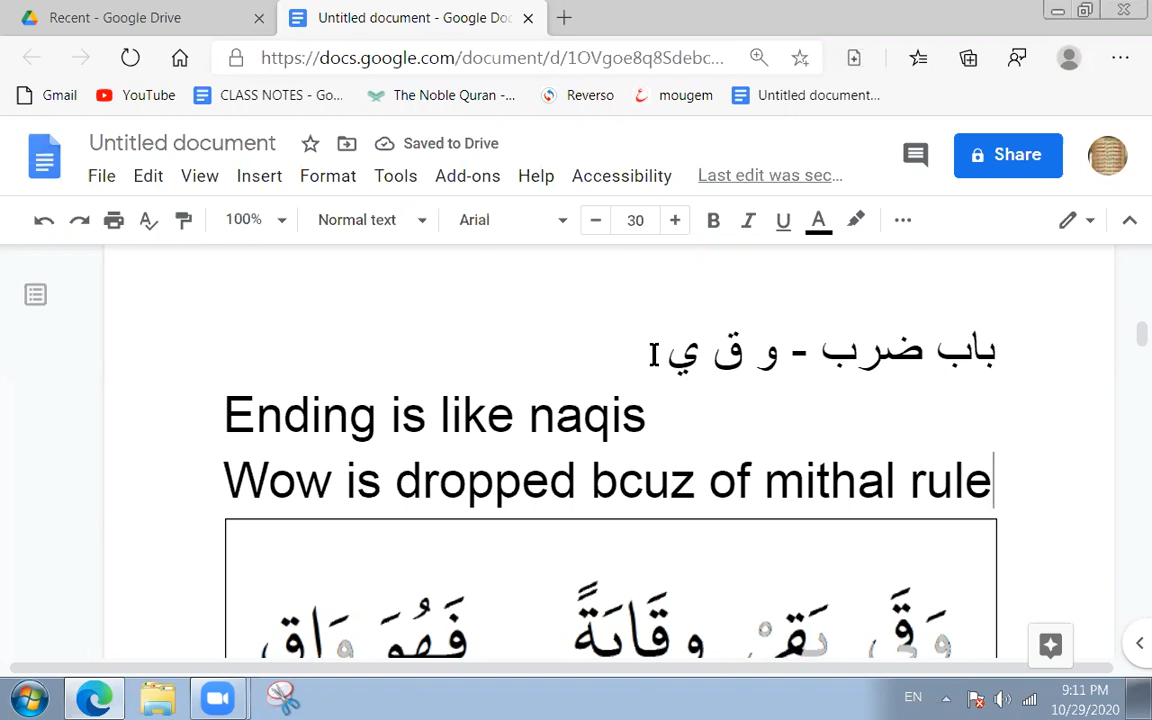 Recent - Google Drive
Untitled document - Google Doc
https://docs.google.com/document/d/1OVgoe8q8Sdebc...
Gmail
YouTube
CLASS NOTES - Go...
The Noble Quran -...
Reverso
mougem
Untitled document...
Untitled document
Saved to Drive
File Edit View Insert Format Tools Add-ons Help Accessibility Last edit was sec...
Share
100% Normal text Arial 30 B I U A
باب ضرب - و ق ي
Ending is like naqis
Wow is dropped bcuz of mithal rule
فَهُوَ وَاقٍ
EN
9:11 PM
10/29/2020